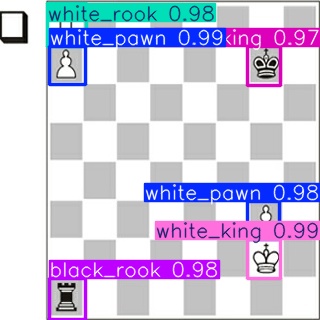 white_rook 0.98
white_pawn 0.99
king 0.97
white_pawn 0.98
white_king 0.99
black_rook 0.98